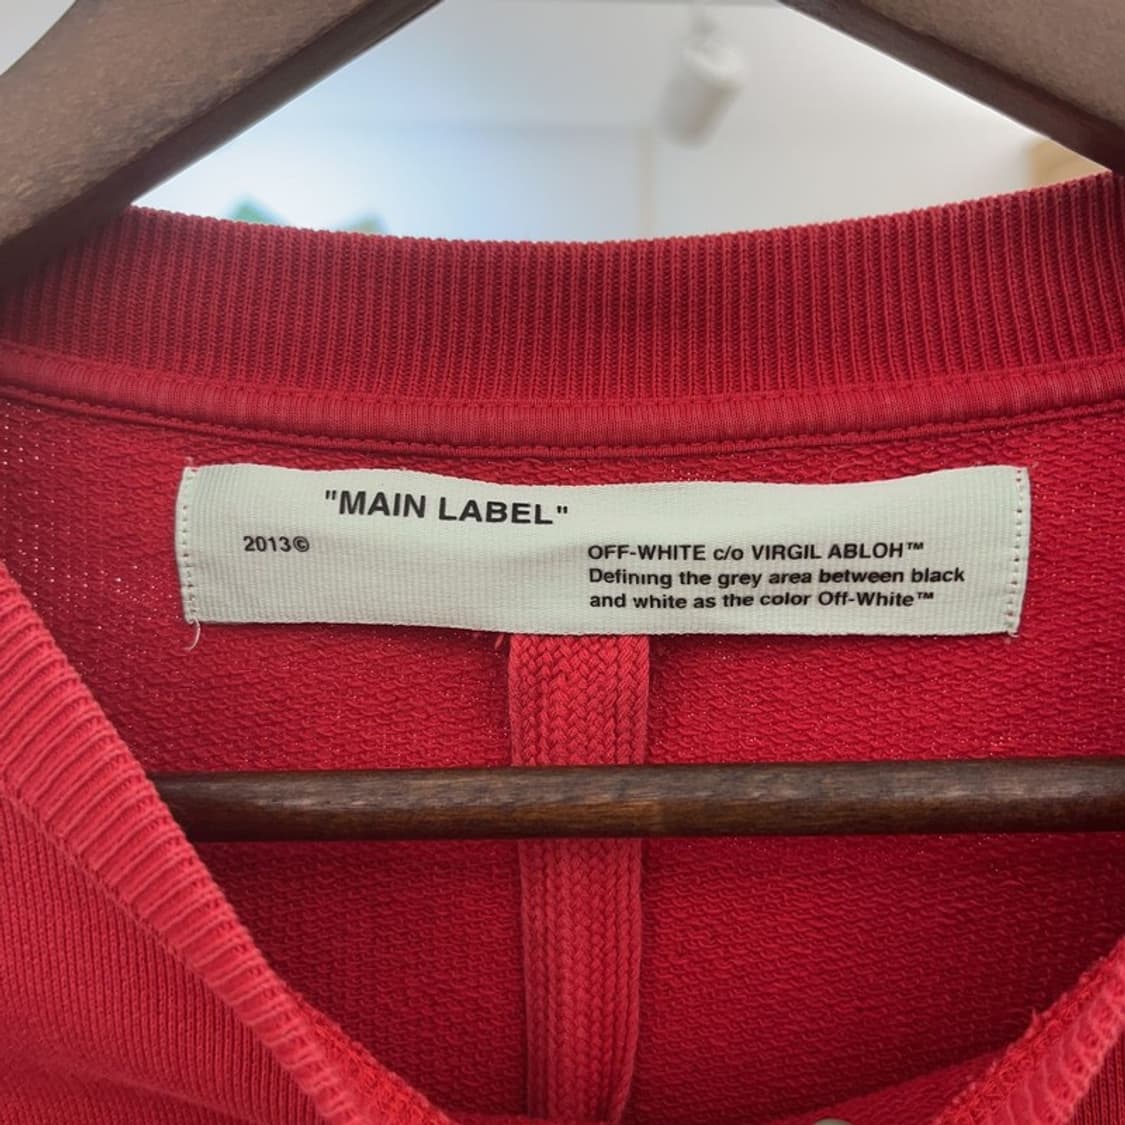 "MAIN LABEL"
2013©
OFF-WHITE c/o VIRGIL ABLOH™
Defining the grey area between black
and white as the color Off-White™